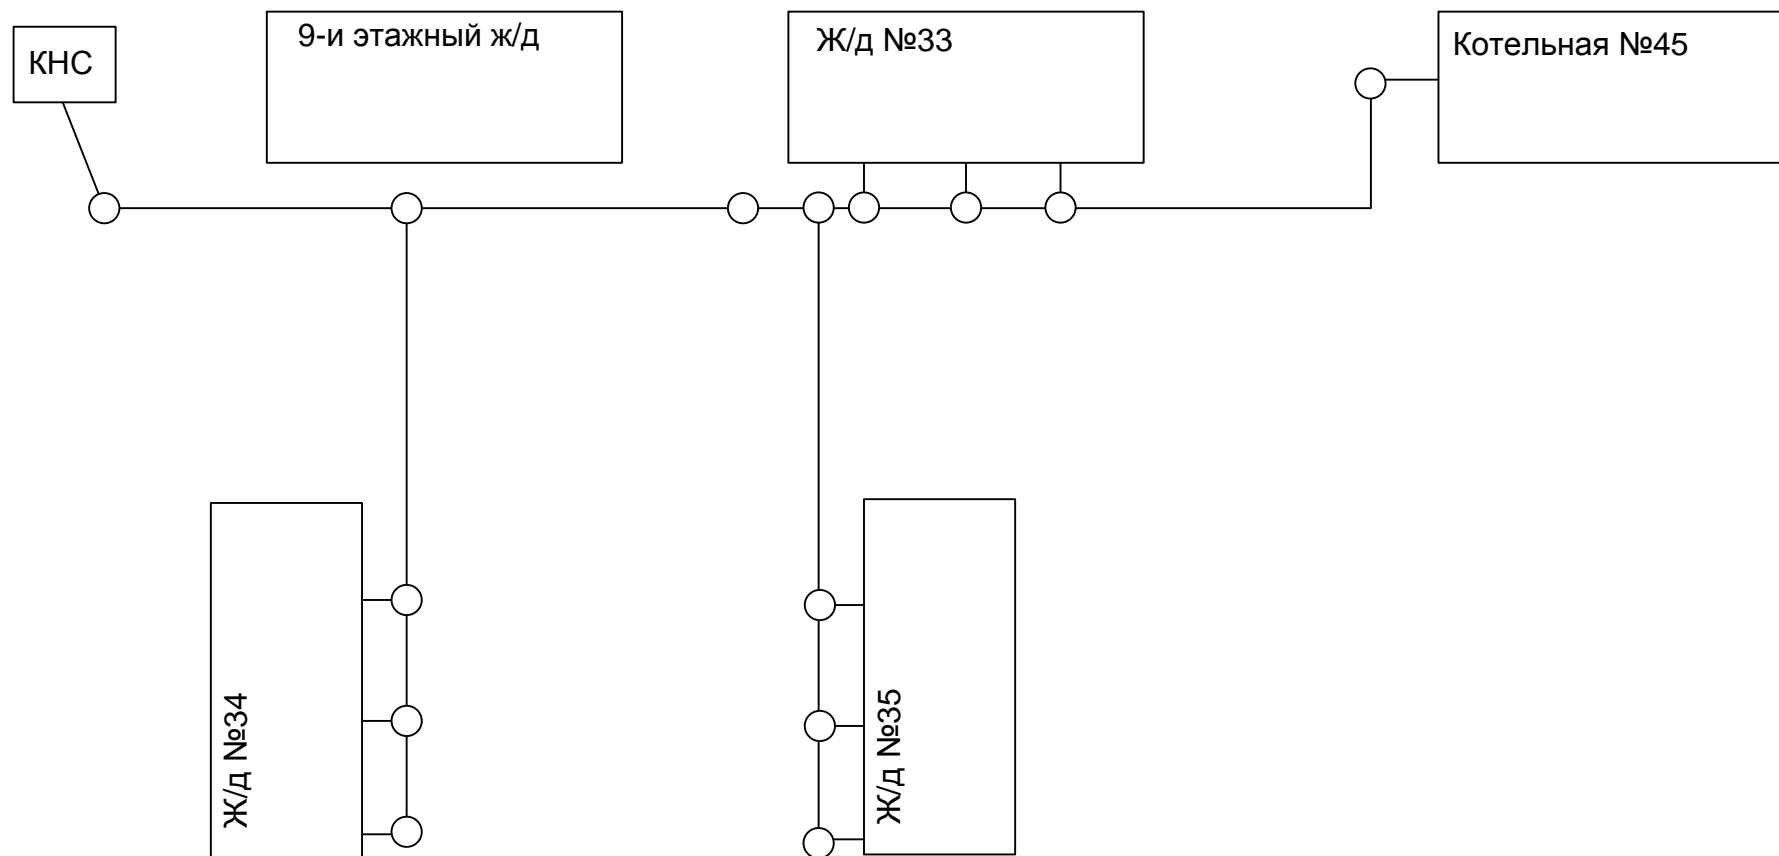 КНС
9-и этажный ж/д
Ж/д №33
Котельная №45
Ж/д №34
Ж/д №35